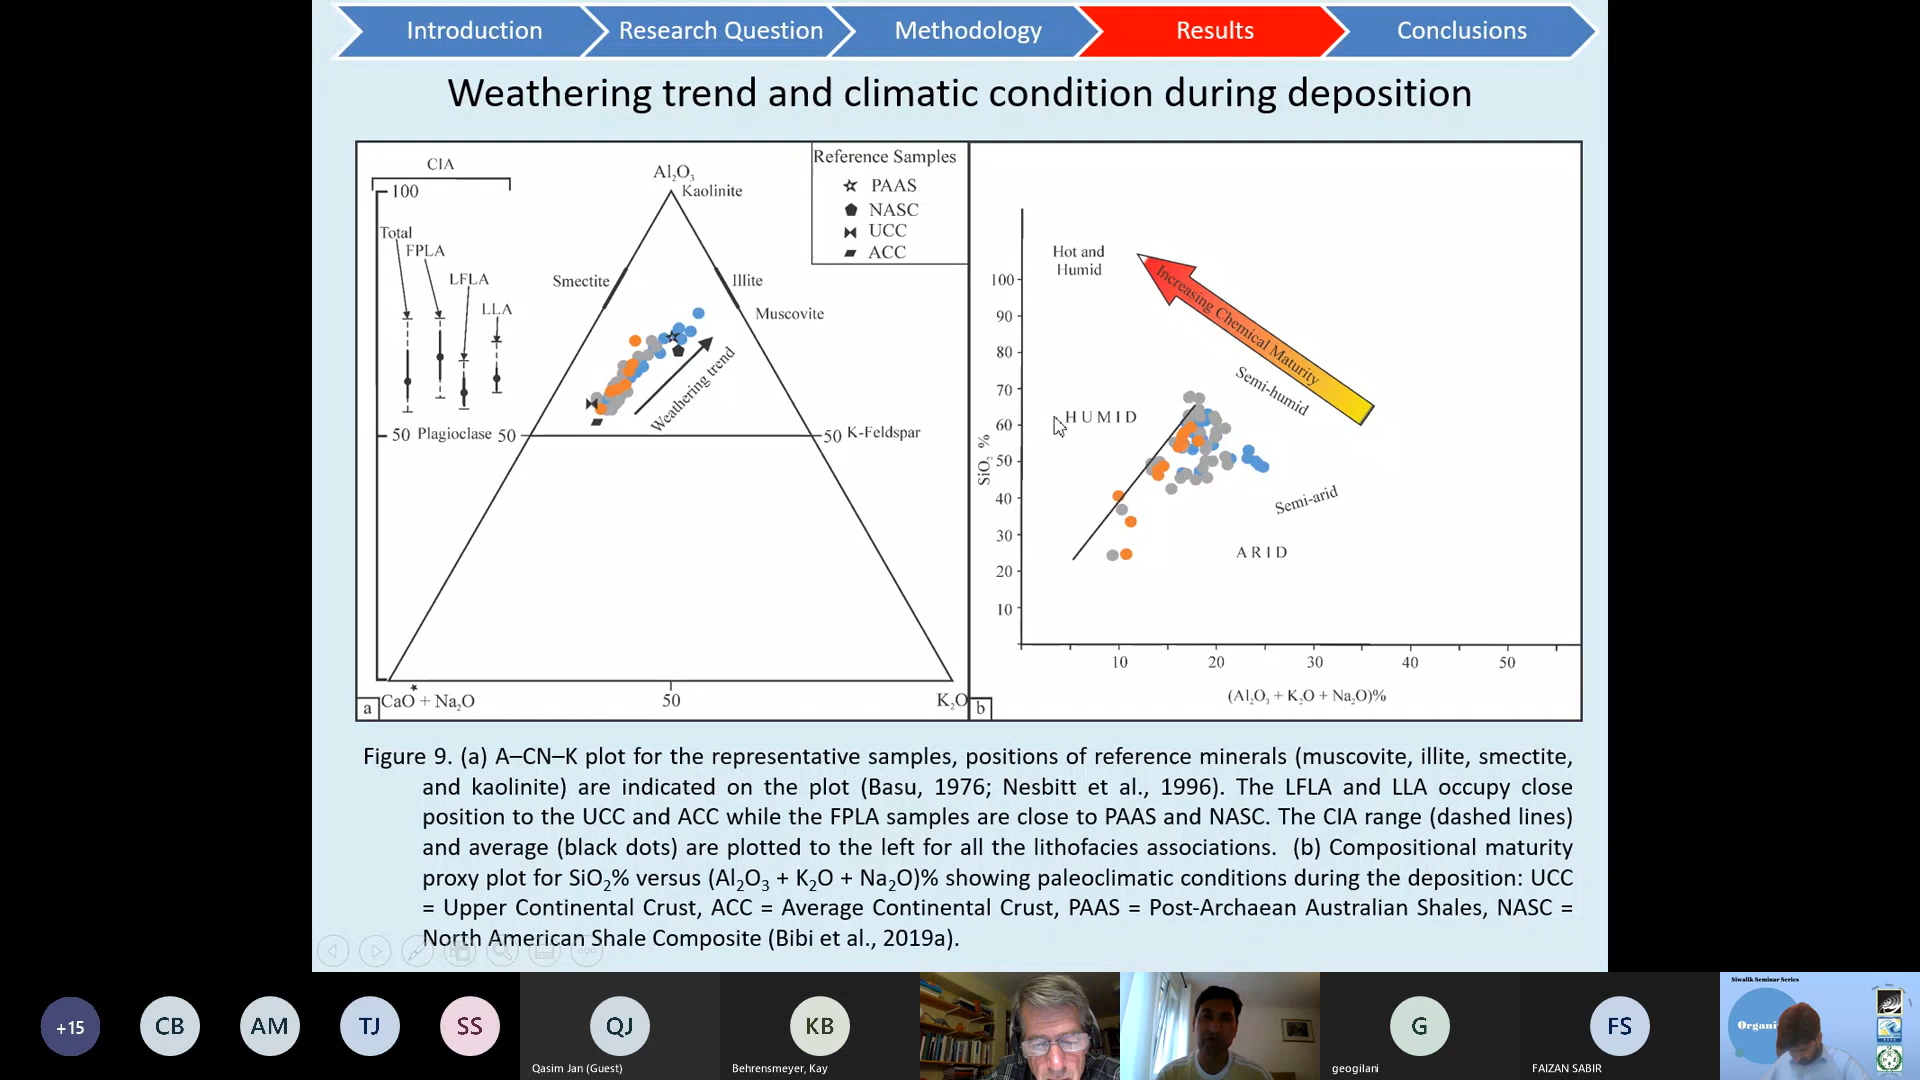 Introduction
Research Question
Methodology
Results
Conclusions
Weathering trend and climatic condition during deposition
CIA
100
Total
FPLA
LFLA
LLA
50
Al₂O₃
Kaolinite
Smectite
Illite
Muscovite
Weathering trend
Plagioclase 50
50 K-Feldspar
CaO* + Na₂O
50
K₂O
a
Reference Samples
PAAS
NASC
UCC
ACC
Hot and
Humid
Increasing Chemical Maturity
Semi-humid
HUMID
Semi-arid
ARID
SiO₂ %
100
90
80
70
60
50
40
30
20
10
10
20
30
40
50
(Al₂O₃ + K₂O + Na₂O)%
b
Figure 9. (a) A–CN–K plot for the representative samples, positions of reference minerals (muscovite, illite, smectite,
and kaolinite) are indicated on the plot (Basu, 1976; Nesbitt et al., 1996). The LFLA and LLA occupy close
position to the UCC and ACC while the FPLA samples are close to PAAS and NASC. The CIA range (dashed lines)
and average (black dots) are plotted to the left for all the lithofacies associations. (b) Compositional maturity
proxy plot for SiO₂% versus (Al₂O₃ + K₂O + Na₂O)% showing paleoclimatic conditions during the deposition: UCC
= Upper Continental Crust, ACC = Average Continental Crust, PAAS = Post-Archaean Australian Shales, NASC =
North American Shale Composite (Bibi et al., 2019a).
+15
CB
AM
TJ
SS
QJ
Qasim Jan (Guest)
KB
Behrensmeyer, Kay
G
geogilani
FS
FAIZAN SABIR
Siwalik Seminar Series